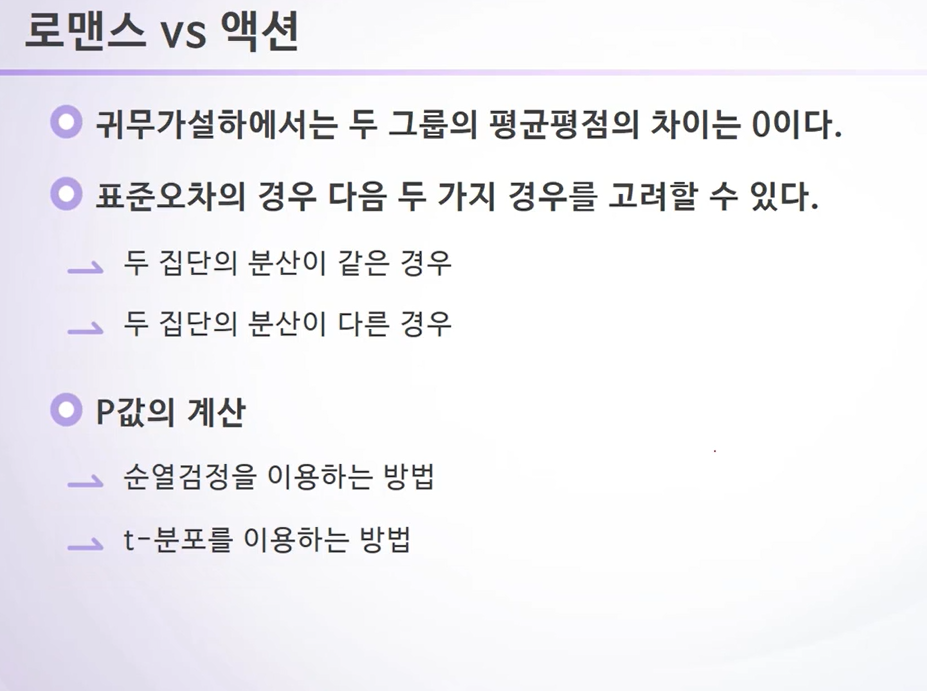 로맨스 vs 액션
귀무가설하에서는 두 그룹의 평균평점의 차이는 0이다.
표준오차의 경우 다음 두 가지 경우를 고려할 수 있다.
두 집단의 분산이 같은 경우
두 집단의 분산이 다른 경우
P값의 계산
순열검정을 이용하는 방법
t-분포를 이용하는 방법